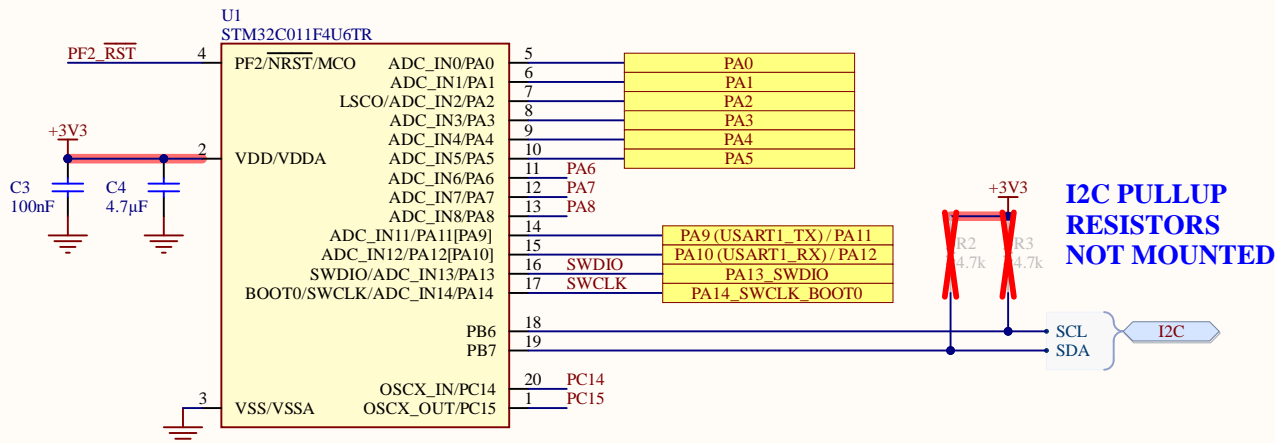 U1
STM32C011F4U6TR
PF2_RST
4
PF2/NRST/MCO
ADC_IN0/PA0
5
PA0
ADC_IN1/PA1
6
PA1
LSCO/ADC_IN2/PA2
7
PA2
ADC_IN3/PA3
8
PA3
+3V3
ADC_IN4/PA4
9
PA4
2
VDD/VDDA
ADC_IN5/PA5
10
PA5
ADC_IN6/PA6
11
PA6
C3
100nF
C4
4.7µF
ADC_IN7/PA7
12
PA7
ADC_IN8/PA8
13
PA8
+3V3
I2C PULLUP
RESISTORS
NOT MOUNTED
ADC_IN11/PA11[PA9]
14
PA9 (USART1_TX) / PA11
R2
4.7k
R3
4.7k
ADC_IN12/PA12[PA10]
15
PA10 (USART1_RX) / PA12
SWDIO/ADC_IN13/PA13
16
SWDIO
PA13_SWDIO
BOOT0/SWCLK/ADC_IN14/PA14
17
SWCLK
PA14_SWCLK_BOOT0
PB6
18
SCL
I2C
PB7
19
SDA
OSCX_IN/PC14
20
PC14
3
VSS/VSSA
OSCX_OUT/PC15
1
PC15